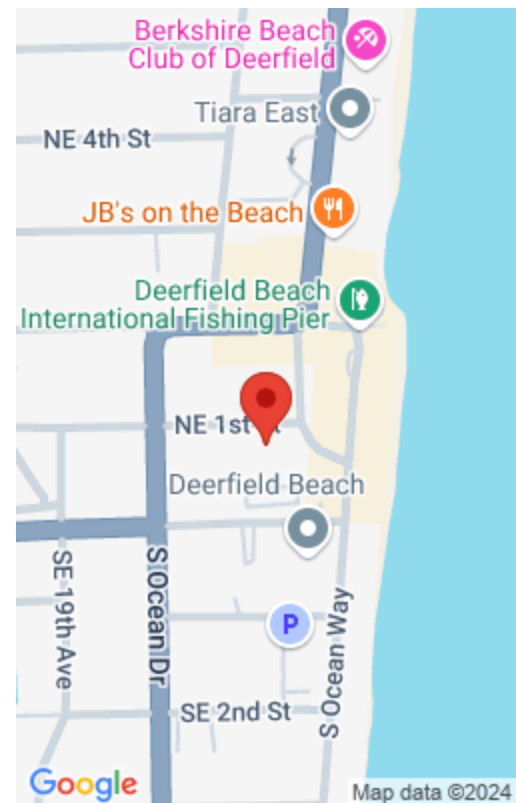 Berkshire Beach
Club of Deerfield
Tiara East
NE 4th St
JB's on the Beach
Deerfield Beach
International Fishing Pier
NE 1st
Deerfield Beach
SE 19th Ave
S Ocean Dr
P
S Ocean Way
SE 2nd St
Google
Map data ©2024